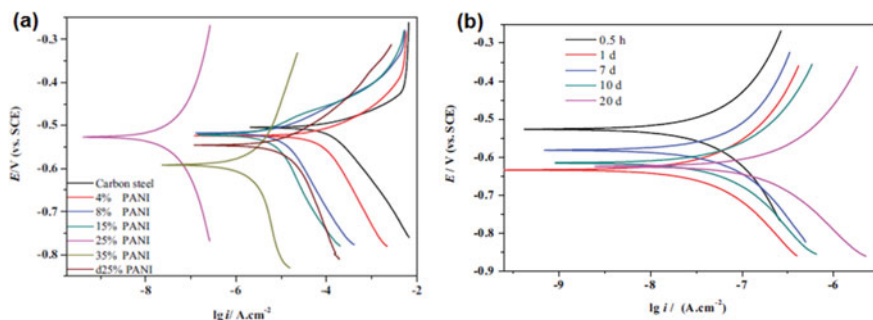 (a)
-0.3
-0.4
-0.5
-0.6
-0.7
-0.8
E/V (vs. SCE)
Carbon steel
4% PANI
8% PANI
15% PANI
25% PANI
35% PANI
d25% PANI
-8
-6
-4
-2
lg i/ A.cm-2
(b)
-0.3
-0.4
-0.5
-0.6
-0.7
-0.8
-0.9
E / V (vs. SCE)
0.5 h
1 d
7 d
10 d
20 d
-9
-8
-7
-6
lg i / (A.cm-2)